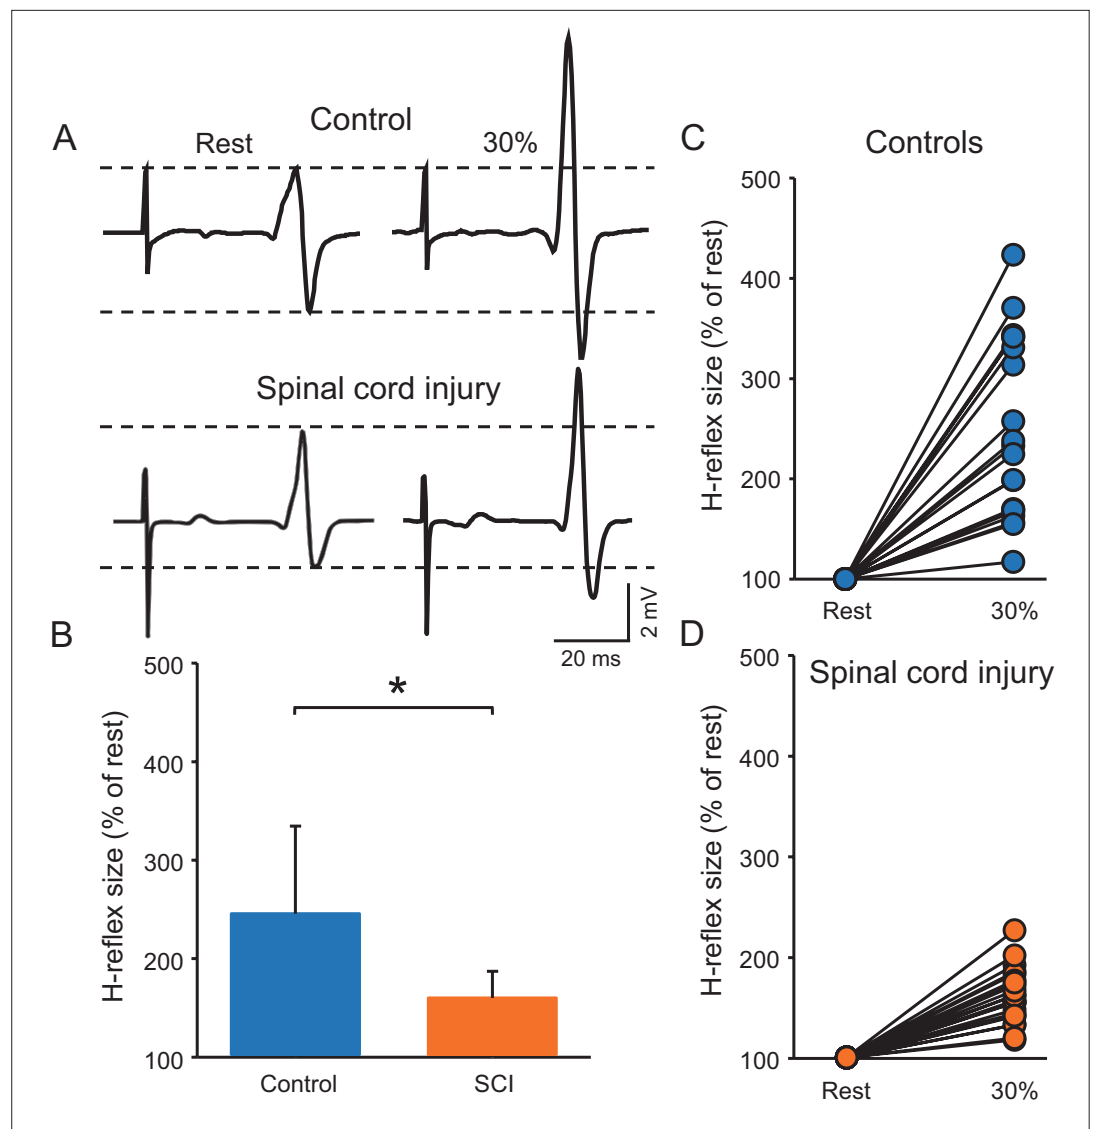 A
Control
Rest
30%
Spinal cord injury
2 mV
20 ms
B
500
400
300
200
100
H-reflex size (% of rest)
*
Control
SCI
C
Controls
500
400
300
200
100
H-reflex size (% of rest)
Rest
30%
D
Spinal cord injury
500
400
300
200
100
H-reflex size (% of rest)
Rest
30%